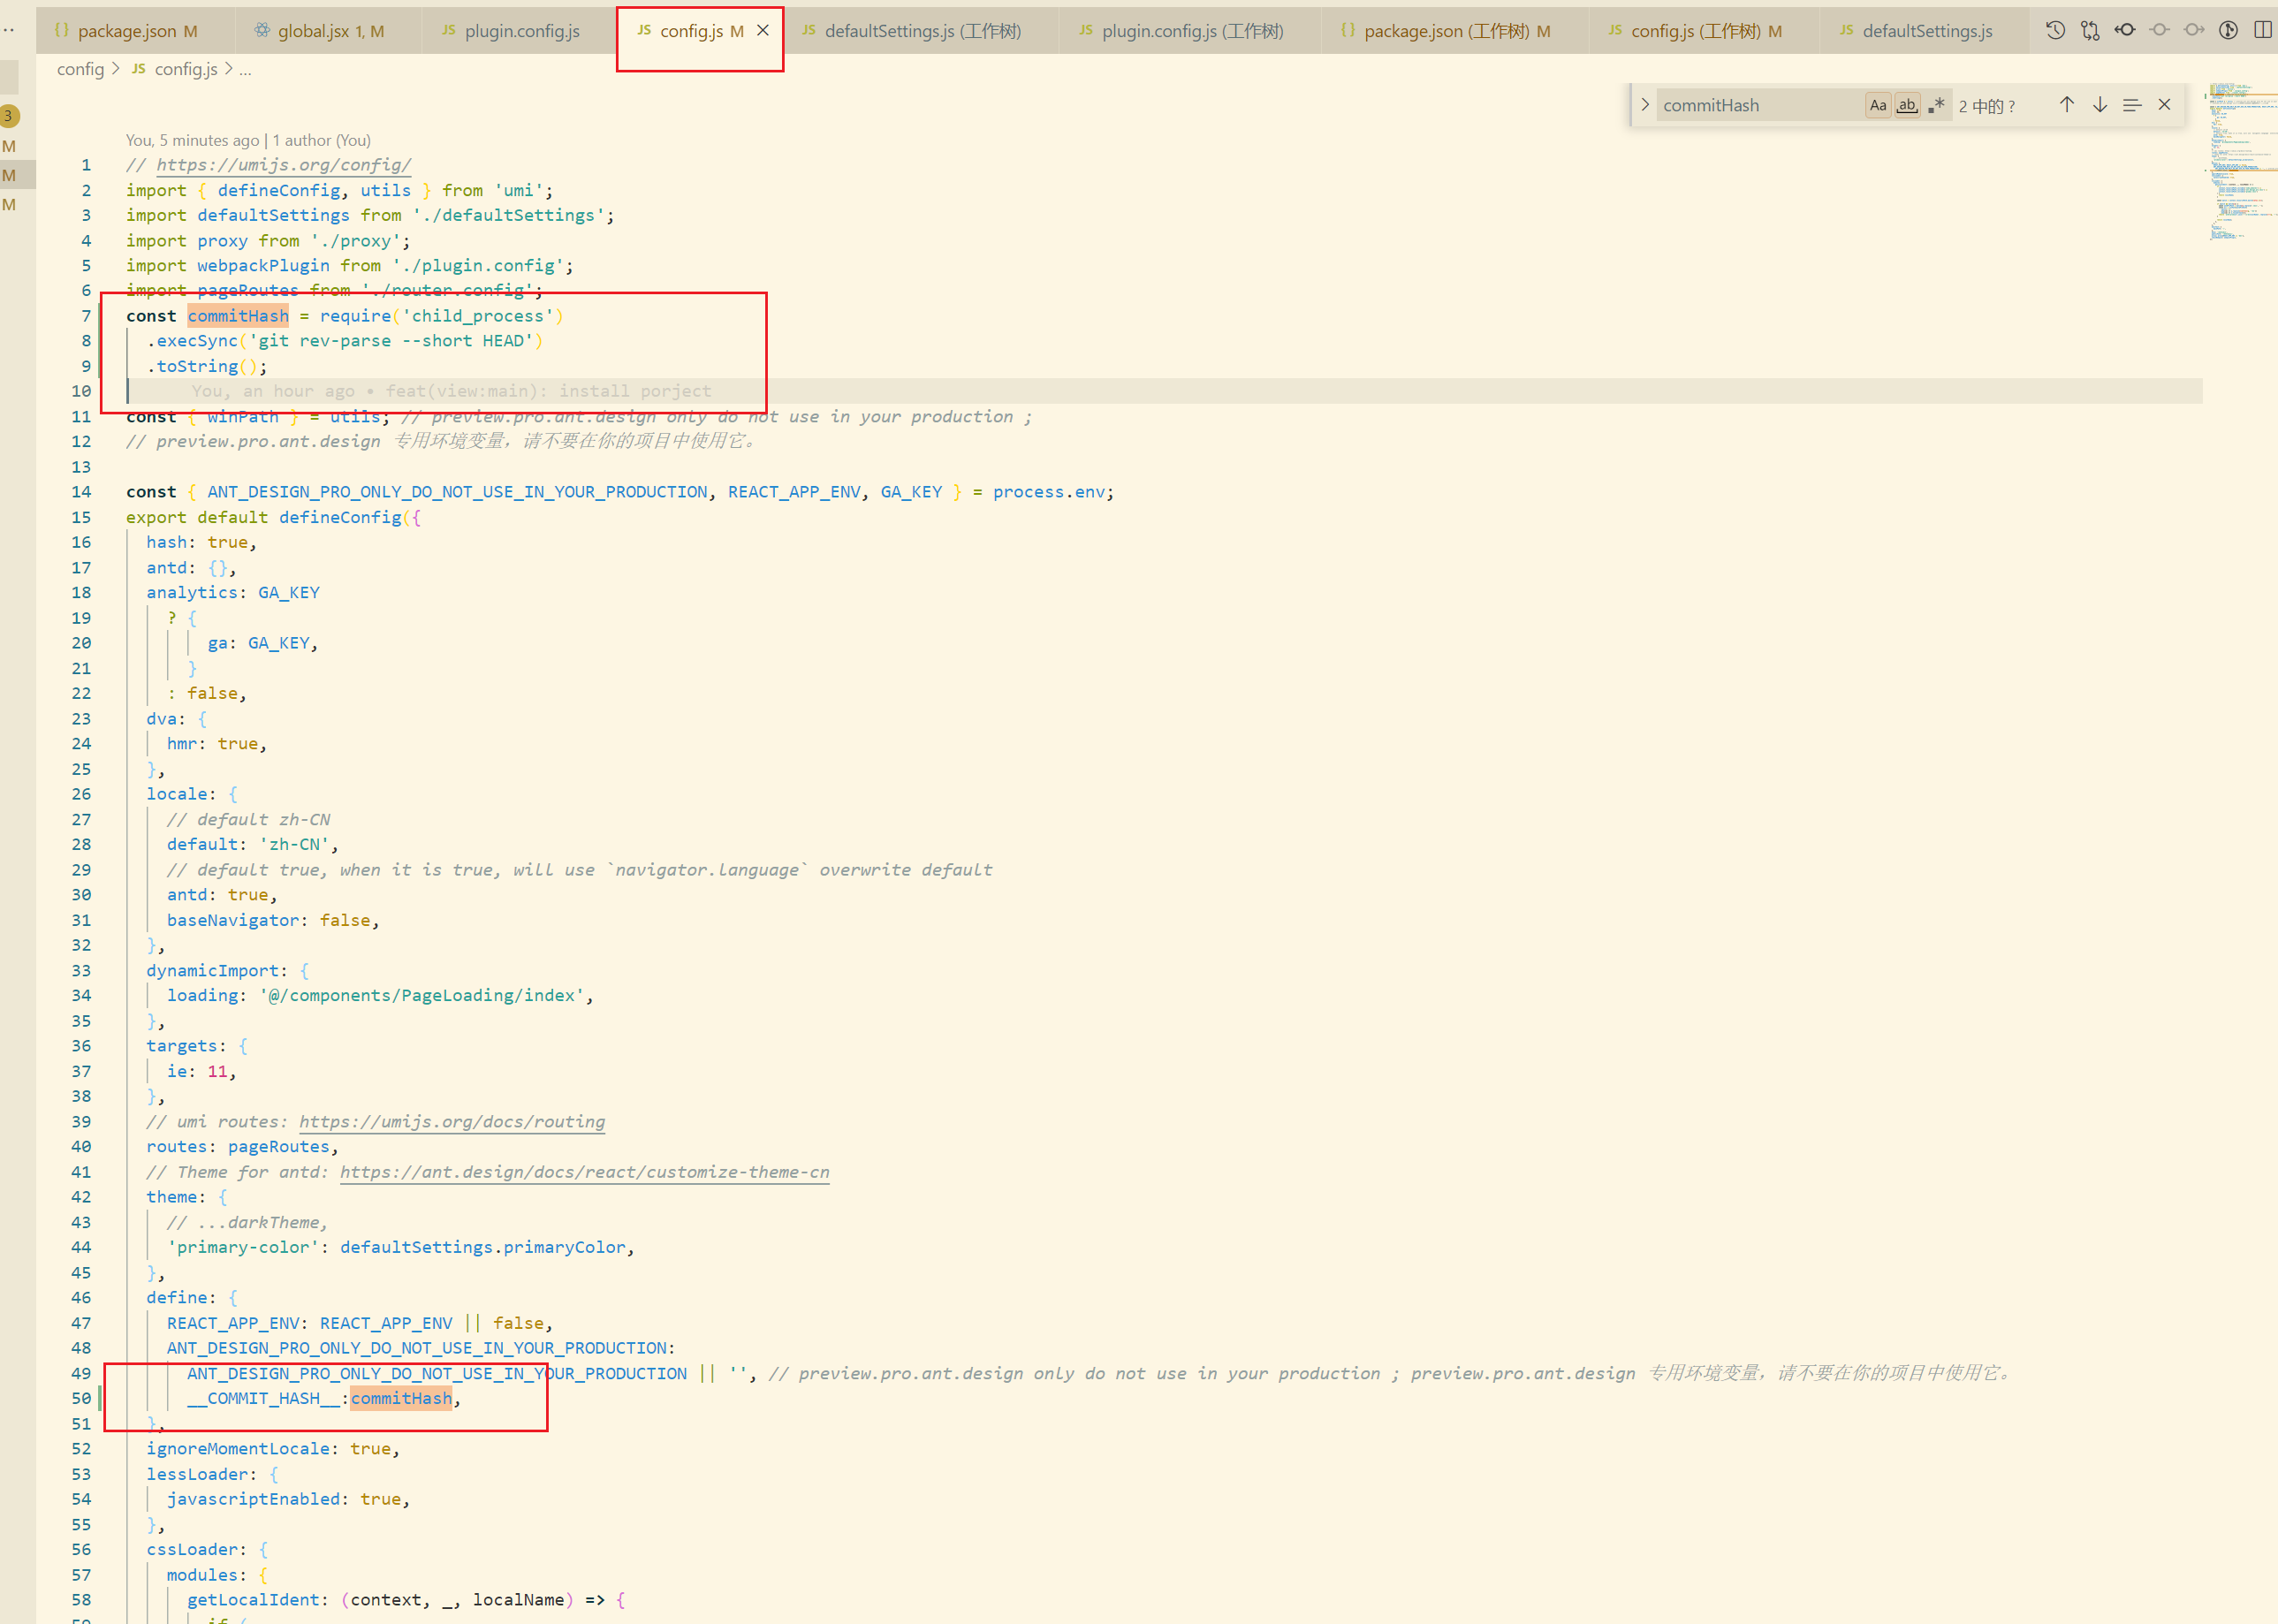 package.json M
global.jsx 1, M
JS plugin.config.js
JS config.js M
JS defaultSettings.js (工作树)
JS plugin.config.js (工作树)
package.json (工作树) M
JS config.js (工作树) M
JS defaultSettings.js
config > JS config.js > ...
commitHash Aa ab 2 中的 ?
3
M
M
M
You, 5 minutes ago | 1 author (You)
1 // https://umijs.org/config/
2 import { defineConfig, utils } from 'umi';
3 import defaultSettings from './defaultSettings';
4 import proxy from './proxy';
5 import webpackPlugin from './plugin.config';
6 import pageRoutes from './router.config';
7 const commitHash = require('child_process')
8 .execSync('git rev-parse --short HEAD')
9 .toString();
10 You, an hour ago • feat(view:main): install porject
11 const { winPath } = utils; // preview.pro.ant.design only do not use in your production ;
12 // preview.pro.ant.design 专用环境变量，请不要在你的项目中使用它。
13
14 const { ANT_DESIGN_PRO_ONLY_DO_NOT_USE_IN_YOUR_PRODUCTION, REACT_APP_ENV, GA_KEY } = process.env;
15 export default defineConfig({
16 hash: true,
17 antd: {},
18 analytics: GA_KEY
19 ? {
20 ga: GA_KEY,
21 }
22 : false,
23 dva: {
24 hmr: true,
25 },
26 locale: {
27 // default zh-CN
28 default: 'zh-CN',
29 // default true, when it is true, will use `navigator.language` overwrite default
30 antd: true,
31 baseNavigator: false,
32 },
33 dynamicImport: {
34 loading: '@/components/PageLoading/index',
35 },
36 targets: {
37 ie: 11,
38 },
39 // umi routes: https://umijs.org/docs/routing
40 routes: pageRoutes,
41 // Theme for antd: https://ant.design/docs/react/customize-theme-cn
42 theme: {
43 // ...darkTheme,
44 'primary-color': defaultSettings.primaryColor,
45 },
46 define: {
47 REACT_APP_ENV: REACT_APP_ENV || false,
48 ANT_DESIGN_PRO_ONLY_DO_NOT_USE_IN_YOUR_PRODUCTION:
49 ANT_DESIGN_PRO_ONLY_DO_NOT_USE_IN_YOUR_PRODUCTION || '', // preview.pro.ant.design only do not use in your production ; preview.pro.ant.design 专用环境变量，请不要在你的项目中使用它。
50 __COMMIT_HASH__:commitHash,
51 },
52 ignoreMomentLocale: true,
53 lessLoader: {
54 javascriptEnabled: true,
55 },
56 cssLoader: {
57 modules: {
58 getLocalIdent: (context, _, localName) => {